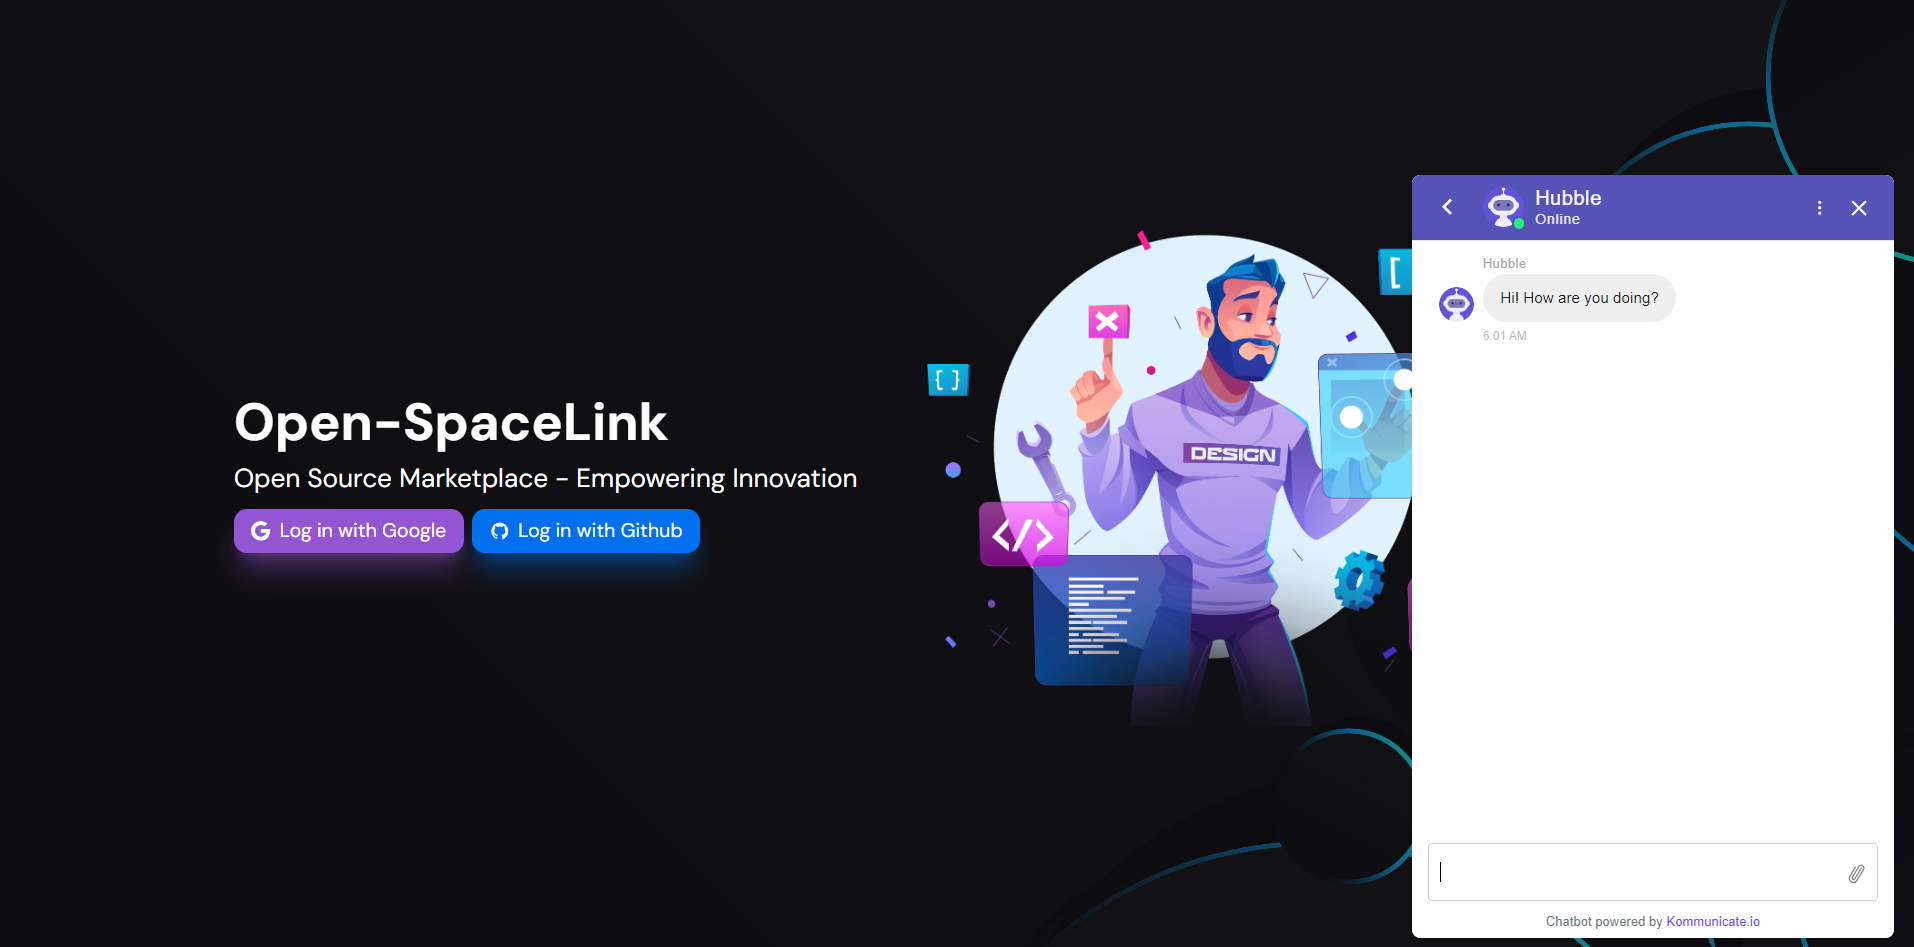 Open-SpaceLink
Open Source Marketplace - Empowering Innovation
Log in with Google
Log in with Github
{ }
</>
DESIGN
[
Hubble
Online
Hubble
Hi! How are you doing?
6:01 AM
Chatbot powered by Kommunicate.io